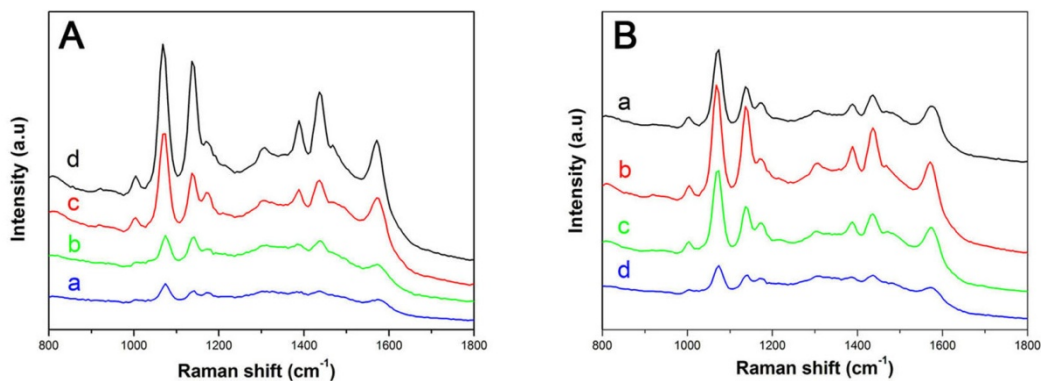 A
d
c
b
a
Intensity (a.u)
800 1000 1200 1400 1600 1800
Raman shift (cm⁻¹)
B
a
b
c
d
Intensity (a.u)
800 1000 1200 1400 1600 1800
Raman shift (cm⁻¹)